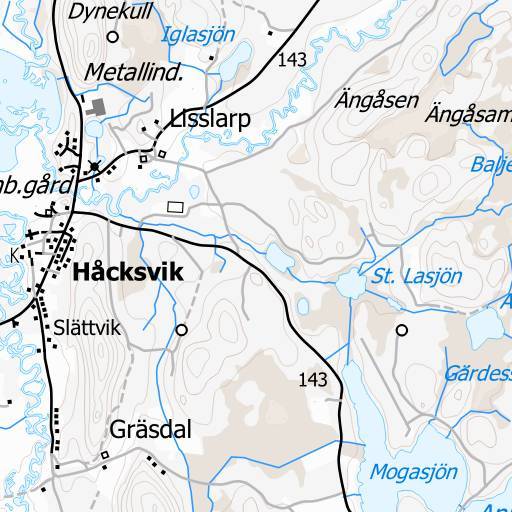 Dynekull
Iglasjön
143
Metallind.
Lisslarp
Ängåsen
Ängåsam
Balje
mb.gård
K
Håcksvik
St. Lasjön
Slättvik
Gärdess
143
Gräsdal
Mogasjön